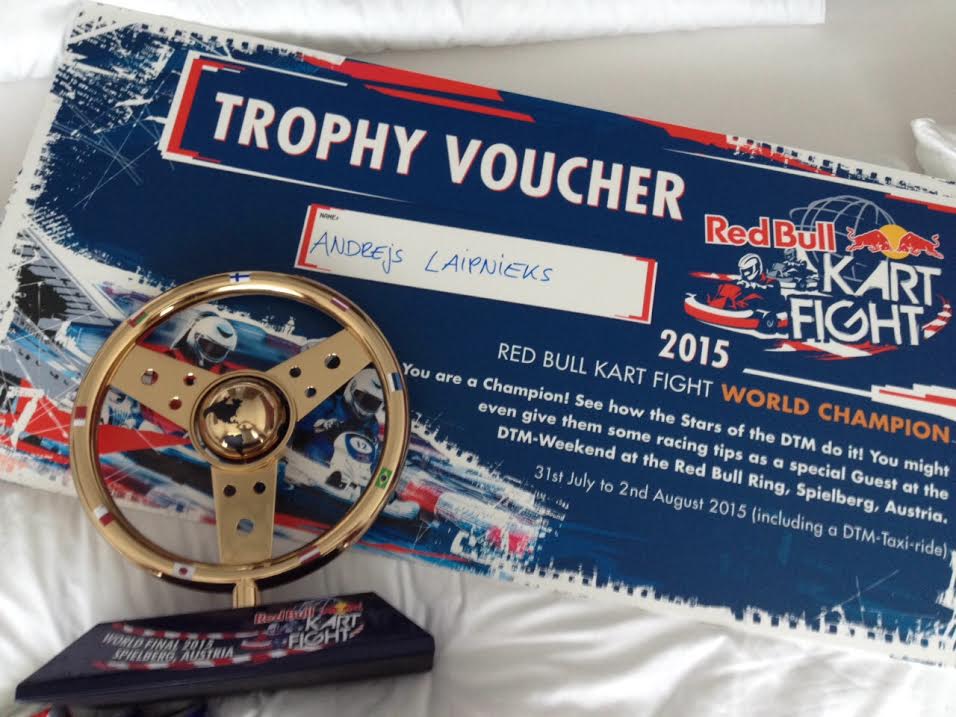 TROPHY VOUCHER
NAME:
ANDREJS LAIPNIEKS
Red Bull
KART
FIGHT
2015
RED BULL KART FIGHT WORLD CHAMPION
You are a Champion! See how the Stars of the DTM do it! You might
even give them some racing tips as a special Guest at the
DTM-Weekend at the Red Bull Ring, Spielberg, Austria.
31st July to 2nd August 2015 (including a DTM-Taxi-ride)
Red Bull
KART
FIGHT
WORLD FINAL
SPIELBERG, AUSTRIA